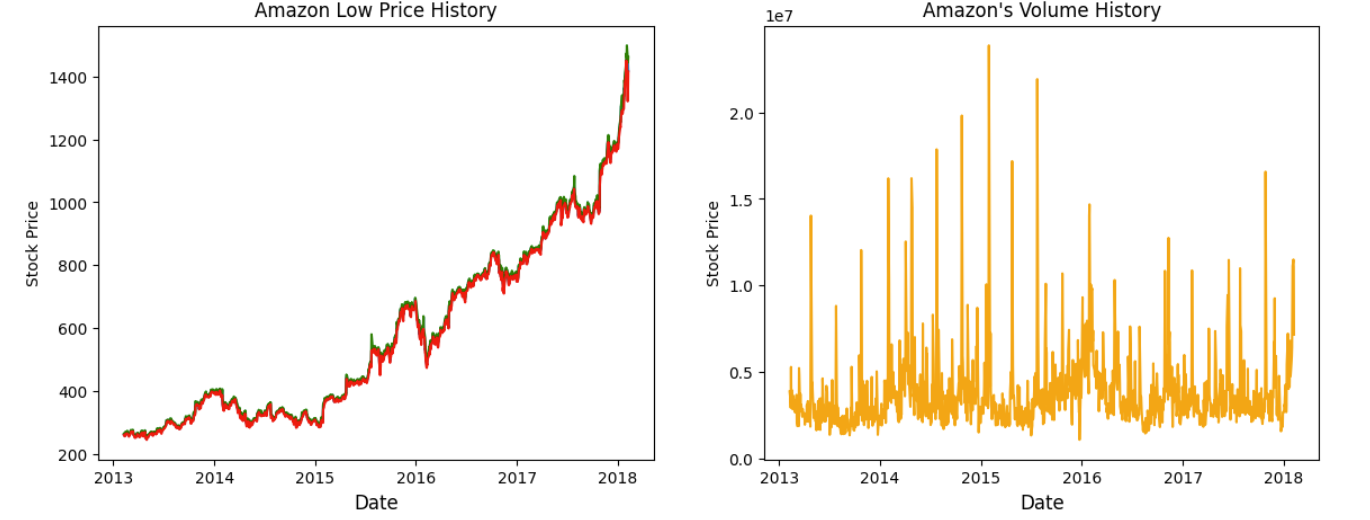 Amazon Low Price History
Stock Price
1400
1200
1000
800
600
400
200
2013 2014 2015 2016 2017 2018
Date
Amazon's Volume History
1e7
Stock Price
2.0
1.5
1.0
0.5
0.0
2013 2014 2015 2016 2017 2018
Date